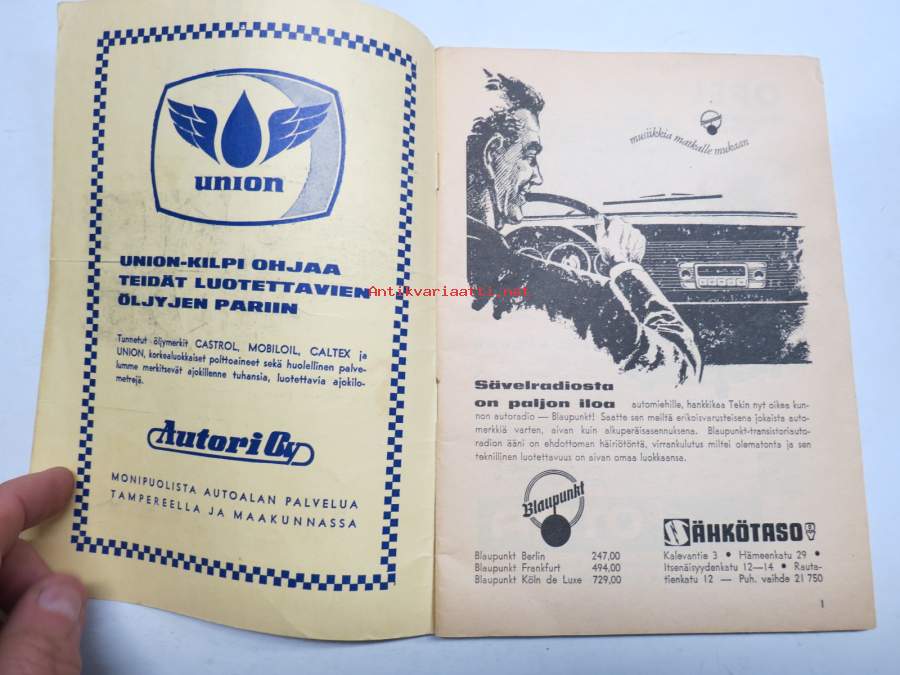 union
UNION-KILPI OHJAA
TEIDÄT LUOTETTAVIEN
ÖLJYJEN PARIIN
Tunnetut öljymerkit CASTROL, MOBILOIL, CALTEX ja
UNION, korkealuokkaiset polttoaineet sekä huolellinen palve-
lumme merkitsevät ajokillenne tuhansia, luotettavia ajokilo-
metrejä.
Autori Oy
MONIPUOLISTA AUTOALAN PALVELUA
TAMPEREELLA JA MAAKUNNASSA
musiikkia matkalle mukaan
Antikvariaatti.net
Sävelradiosta
on paljon iloa automiehille, hankkikaa Tekin nyt oikea kun-
non autoradio — Blaupunkt! Saatte sen meiltä erikoisvarusteisena jokaista auto-
merkkiä varten, aivan kuin alkuperäisasennuksena. Blaupunkt-transistoriauto-
radion ääni on ehdottoman häiriötöntä, virrankulutus miltei olematonta ja sen
teknillinen luotettavuus on aivan omaa luokkaansa.
Blaupunkt
Blaupunkt Berlin 247,00
Blaupunkt Frankfurt 494,00
Blaupunkt Köln de Luxe 729,00
SÄHKÖTASO OY
Kalevantie 3 • Hämeenkatu 29 •
Itsenäisyydenkatu 12—14 • Rauta-
tienkatu 12 — Puh. vaihde 21 750
1